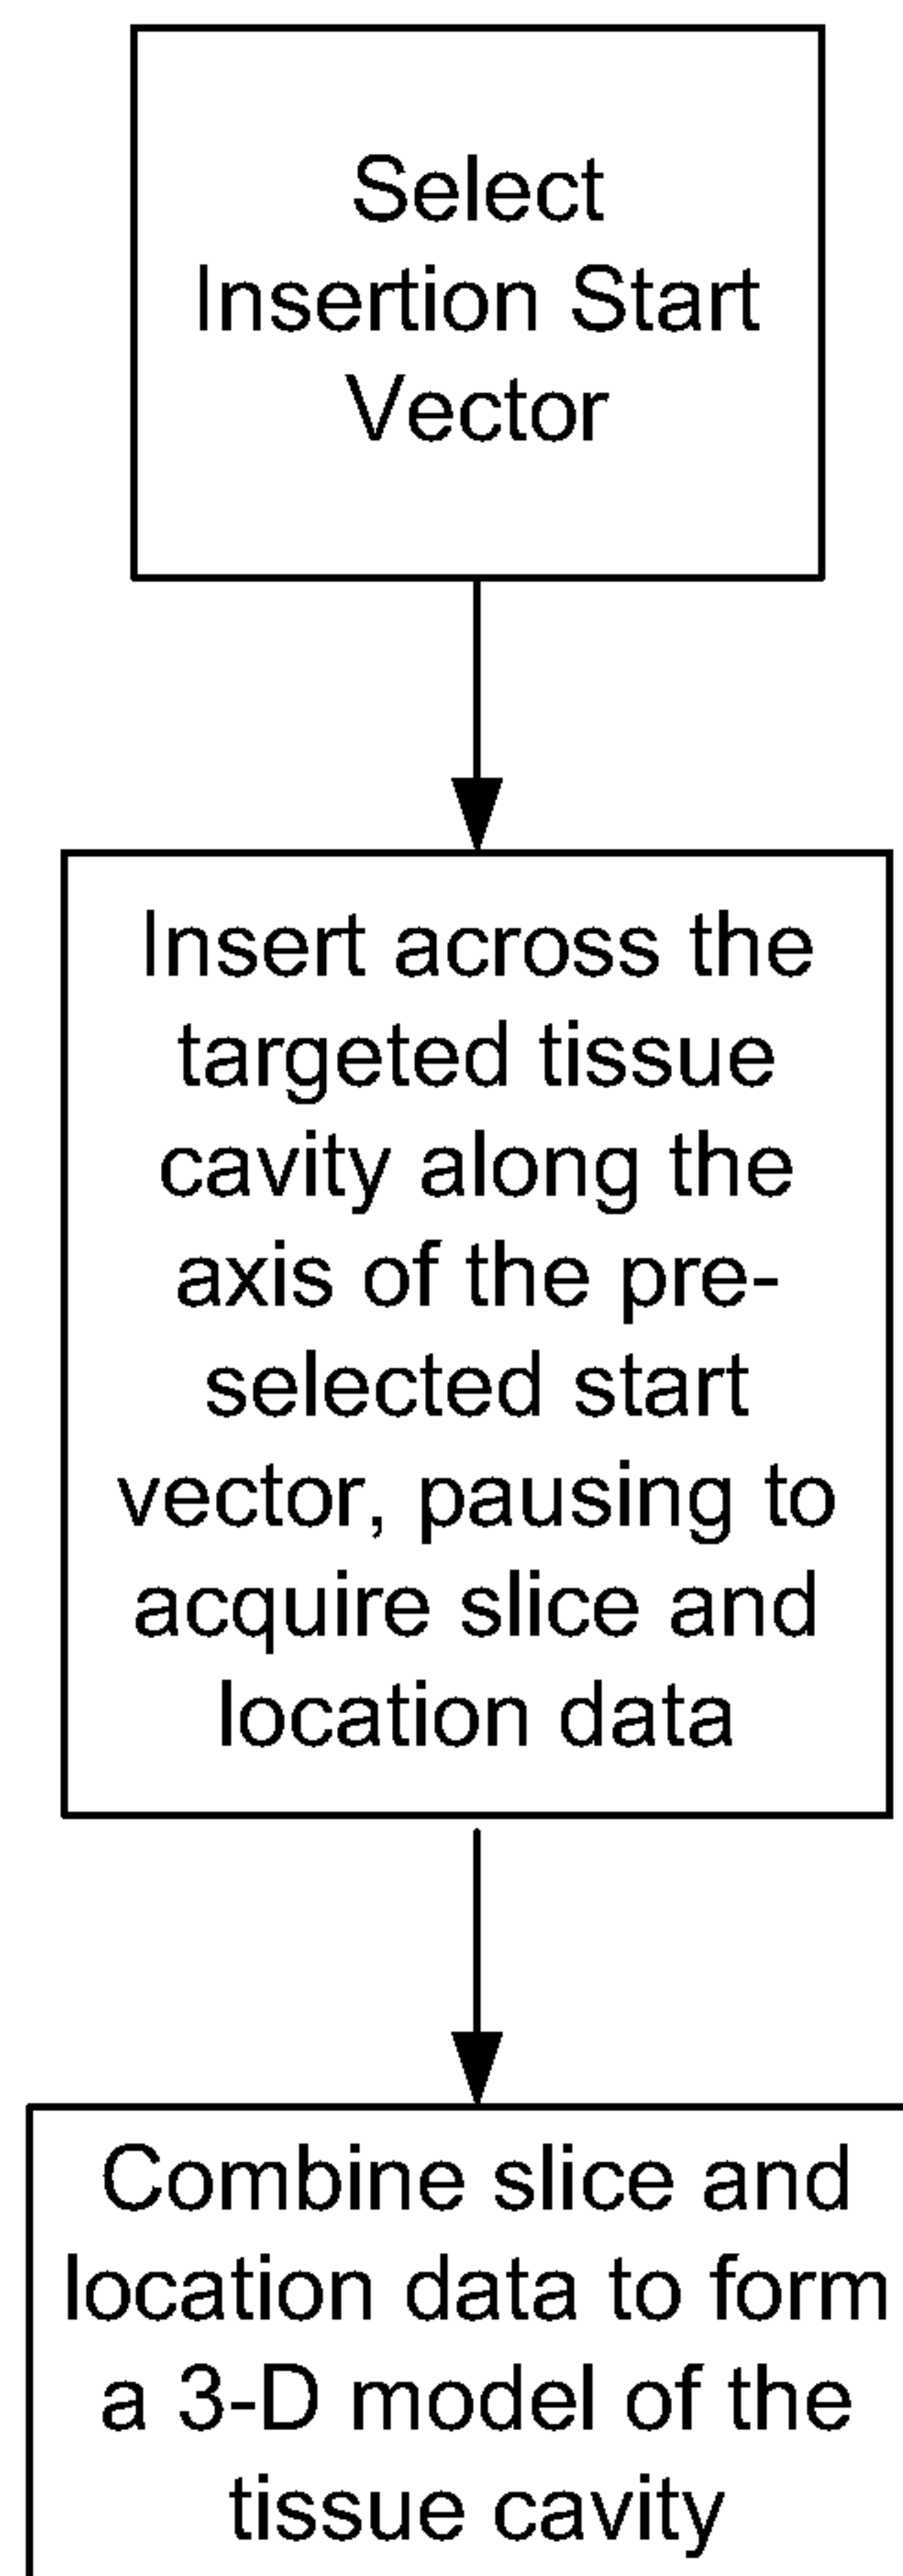 Select
Insertion Start
Vector
Insert across the
targeted tissue
cavity along the
axis of the pre-
selected start
vector, pausing to
acquire slice and
location data
Combine slice and
location data to form
a 3-D model of the
tissue cavity